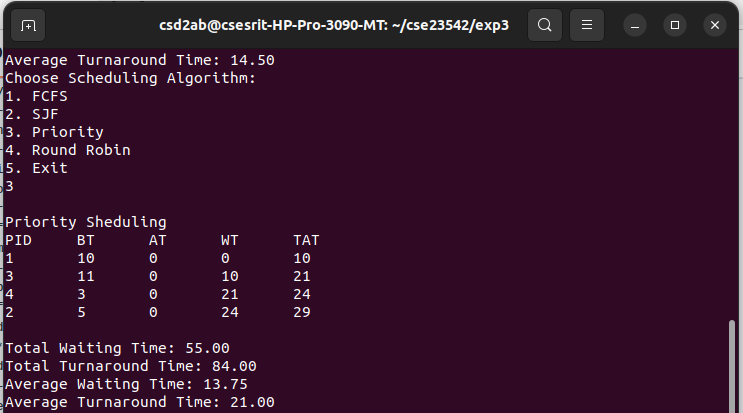 csd2ab@csesrit-HP-Pro-3090-MT: ~/cse23542/exp3
Average Turnaround Time: 14.50
Choose Scheduling Algorithm:
1. FCFS
2. SJF
3. Priority
4. Round Robin
5. Exit
3
Priority Sheduling
PID BT AT WT TAT
1 10 0 0 10
3 11 0 10 21
4 3 0 21 24
2 5 0 24 29
Total Waiting Time: 55.00
Total Turnaround Time: 84.00
Average Waiting Time: 13.75
Average Turnaround Time: 21.00